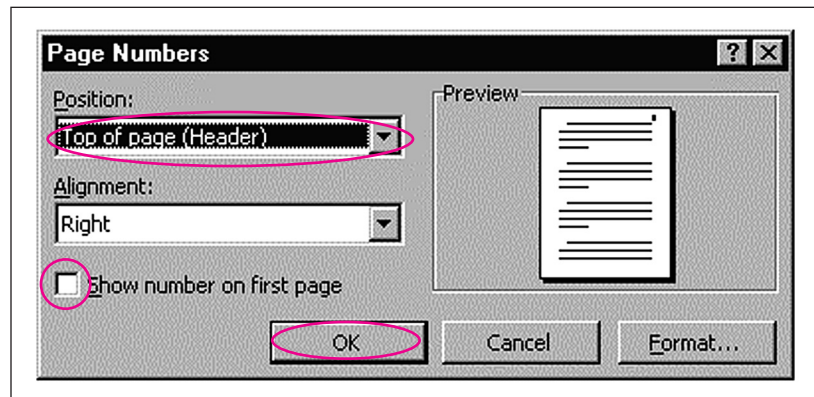 Page Numbers
Position:
Preview
Top of page (Header)
Alignment:
Right
Show number on first page
OK
Cancel
Format...